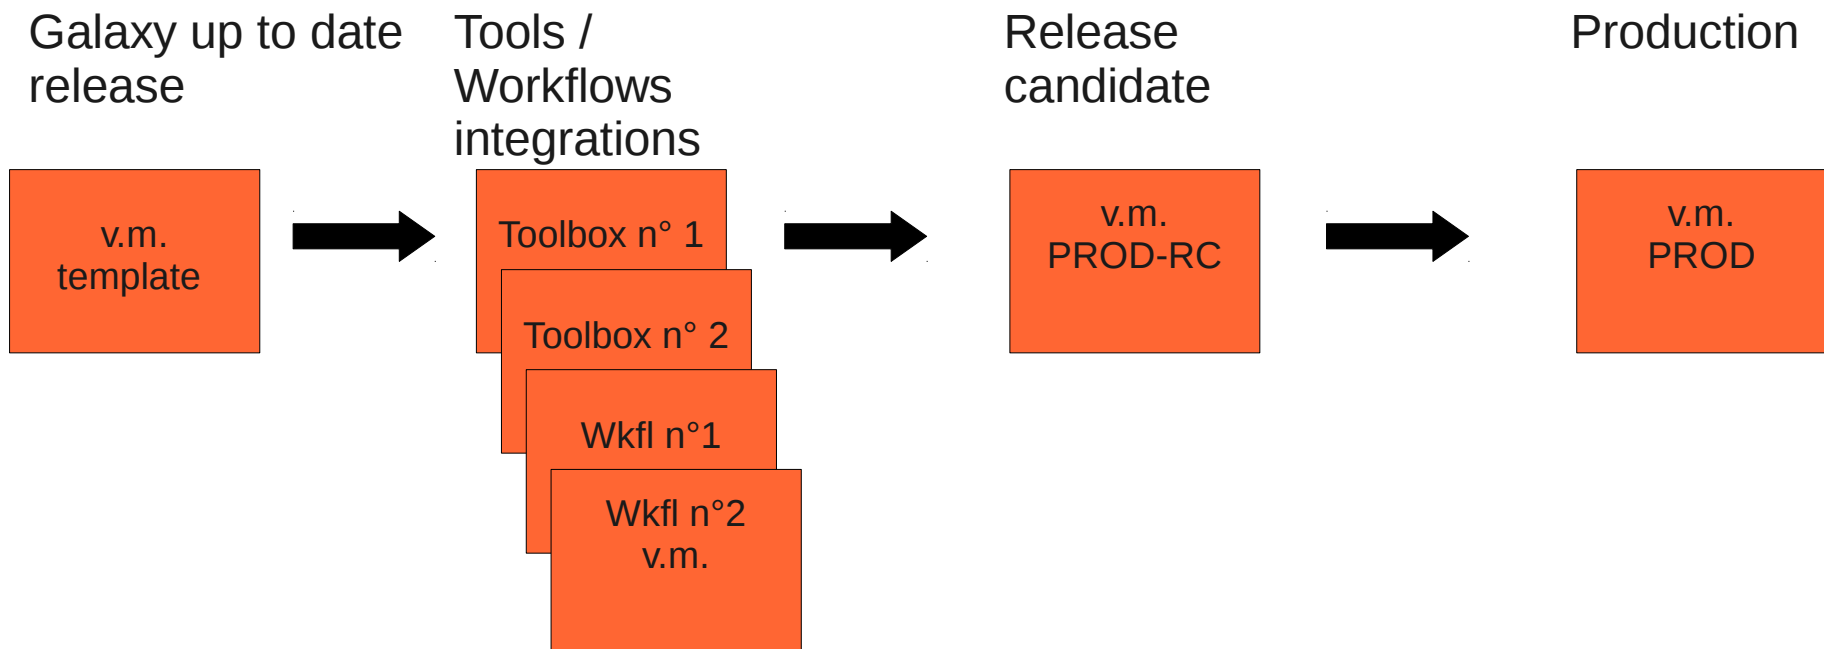 Galaxy up to date
release
Tools /
Workflows
integrations
Release
candidate
Production
v.m.
template
Toolbox n° 1
Toolbox n° 2
Wkfl n°1
Wkfl n°2
v.m.
v.m.
PROD-RC
v.m.
PROD